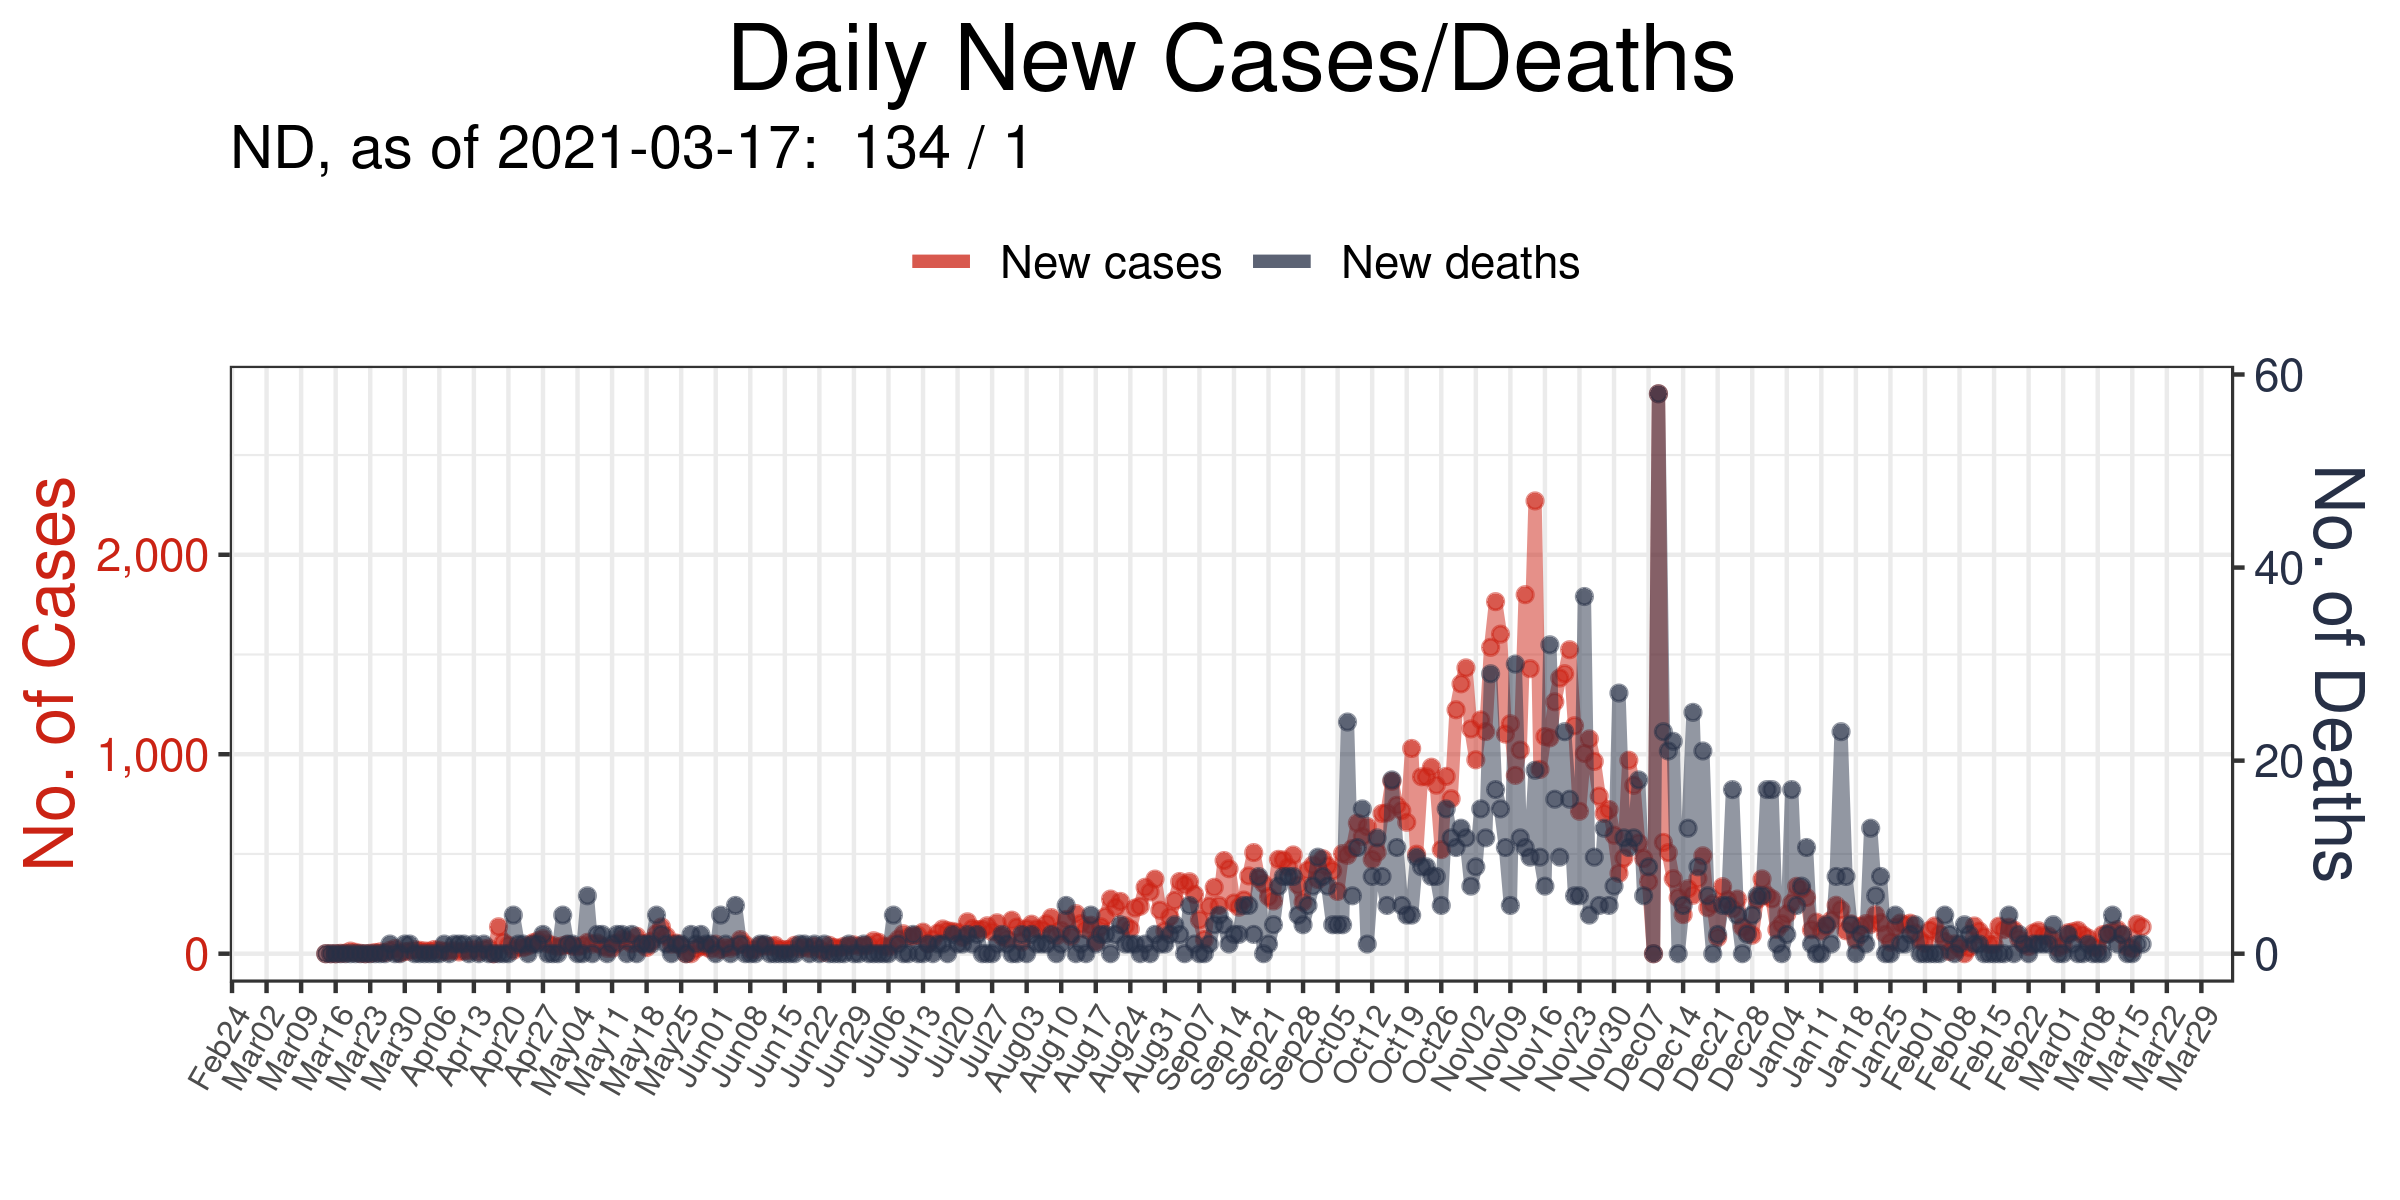 Daily New Cases/Deaths
ND, as of 2021-03-17:  134 / 1
New cases New deaths
No. of Cases
2,000
1,000
0
60
40
20
0
No. of Deaths
Feb24 Mar02 Mar09 Mar16 Mar23 Mar30 Apr06 Apr13 Apr20 Apr27 May04 May11 May18 May25 Jun01 Jun08 Jun15 Jun22 Jun29 Jul06 Jul13 Jul20 Jul27 Aug03 Aug10 Aug17 Aug24 Aug31 Sep07 Sep14 Sep21 Sep28 Oct05 Oct12 Oct19 Oct26 Nov02 Nov09 Nov16 Nov23 Nov30 Dec07 Dec14 Dec21 Dec28 Jan04 Jan11 Jan18 Jan25 Feb01 Feb08 Feb15 Feb22 Mar01 Mar08 Mar15 Mar22 Mar29